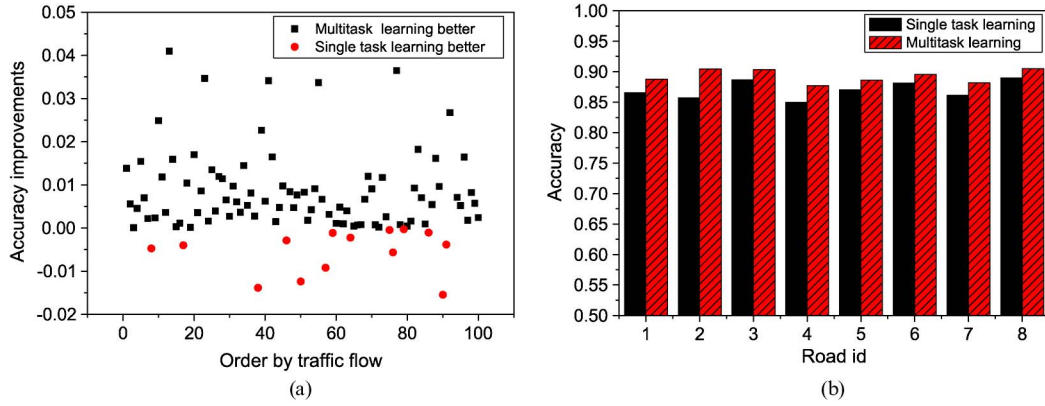 0.05
0.04
0.03
0.02
0.01
0.00
-0.01
-0.02
Accuracy improvements
Multitask learning better
Single task learning better
0 20 40 60 80 100
Order by traffic flow
(a)
1.00
0.95
0.90
0.85
0.80
0.75
0.70
0.65
0.60
0.55
0.50
Accuracy
Single task learning
Multitask learning
1 2 3 4 5 6 7 8
Road id
(b)